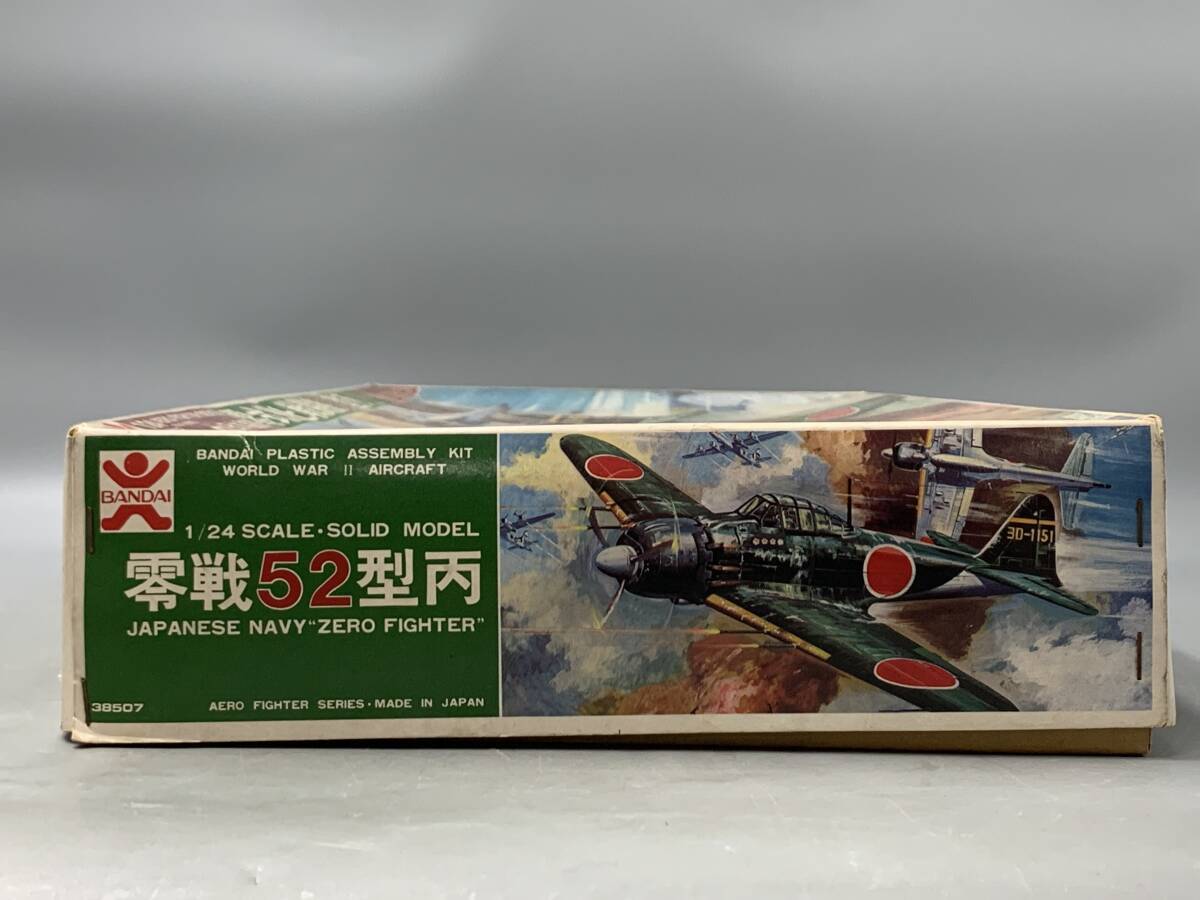 BANDAI
BANDAI PLASTIC ASSEMBLY KIT
WORLD WAR II AIRCRAFT
1/24 SCALE・SOLID MODEL
零戦52型丙
JAPANESE NAVY "ZERO FIGHTER"
38507
AERO FIGHTER SERIES・MADE IN JAPAN
30-1151